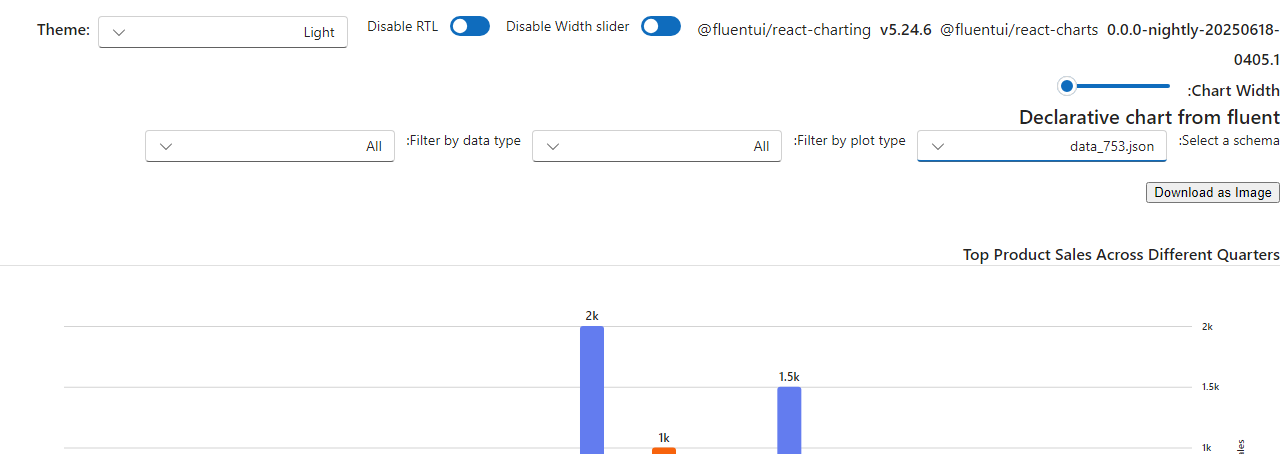 Theme: Light Disable RTL Disable Width slider @fluentui/react-charting v5.24.6 @fluentui/react-charts 0.0.0-nightly-20250618-
0405.1
:Chart Width
Declarative chart from fluent
:Select a schema data_753.json :Filter by plot type All :Filter by data type All
Download as Image
Top Product Sales Across Different Quarters
2k
2k
1.5k
1.5k
1k
1k